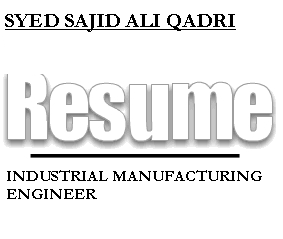 SYED SAJID ALI QADRI
Resume
INDUSTRIAL MANUFACTURING
ENGINEER